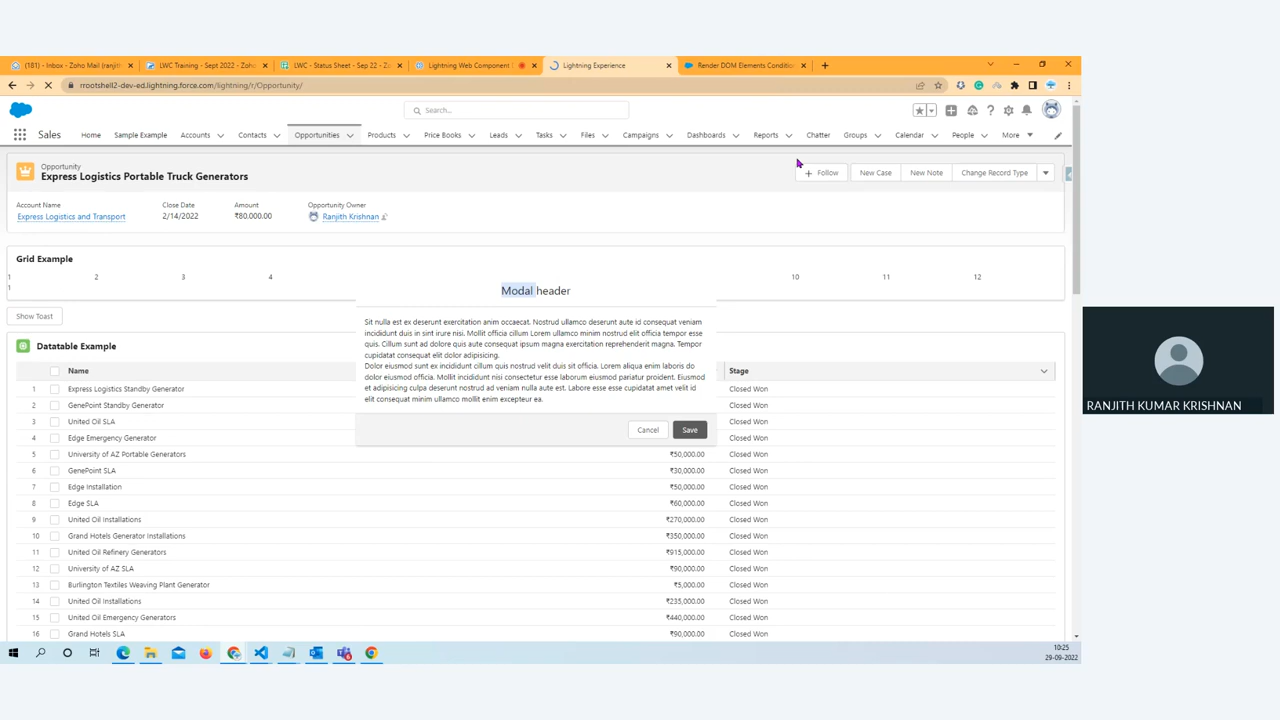 (181) - Inbox - Zoho Mail (ranjith
LWC Training - Sept 2022 - Zoho
LWC - Status Sheet - Sep 22 - Zo
Lightning Web Component
Lightning Experience
Render DOM Elements Condition
rrootshell2-dev-ed.lightning.force.com/lightning/r/Opportunity/
Search...
Sales
Home
Sample Example
Accounts
Contacts
Opportunities
Products
Price Books
Leads
Tasks
Files
Campaigns
Dashboards
Reports
Chatter
Groups
Calendar
People
More
Opportunity
Express Logistics Portable Truck Generators
Follow
New Case
New Note
Change Record Type
Account Name
Close Date
Amount
Opportunity Owner
Express Logistics and Transport
2/14/2022
₹80,000.00
Ranjith Krishnan
Grid Example
1 2 3 4 10 11 12
1
Show Toast
Modal header
Sit nulla est ex deserunt exercitation anim occaecat. Nostrud ullamco deserunt aute id consequat veniam
incididunt duis in sint irure nisi. Mollit officia cillum Lorem ullamco minim nostrud elit officia tempor esse
quis. Cillum sunt ad dolore quis aute consequat ipsum magna exercitation reprehenderit magna. Tempor
cupidatat consequat elit dolor adipisicing.
Dolor eiusmod sunt ex incididunt cillum quis nostrud velit duis sit officia. Lorem aliqua enim laboris do
dolor eiusmod officia. Mollit incididunt nisi consectetur esse laborum eiusmod pariatur proident. Eiusmod
et adipisicing culpa deserunt nostrud ad veniam nulla aute est. Labore esse esse cupidatat amet velit id
elit consequat minim ullamco mollit enim excepteur ea.
Cancel
Save
Datatable Example
Name Stage
1 Express Logistics Standby Generator Closed Won
2 GenePoint Standby Generator Closed Won
3 United Oil SLA Closed Won
4 Edge Emergency Generator Closed Won
5 University of AZ Portable Generators ₹50,000.00 Closed Won
6 GenePoint SLA ₹30,000.00 Closed Won
7 Edge Installation ₹50,000.00 Closed Won
8 Edge SLA ₹60,000.00 Closed Won
9 United Oil Installations ₹270,000.00 Closed Won
10 Grand Hotels Generator Installations ₹350,000.00 Closed Won
11 United Oil Refinery Generators ₹915,000.00 Closed Won
12 University of AZ SLA ₹90,000.00 Closed Won
13 Burlington Textiles Weaving Plant Generator ₹5,000.00 Closed Won
14 United Oil Installations ₹235,000.00 Closed Won
15 United Oil Emergency Generators ₹440,000.00 Closed Won
16 Grand Hotels SLA ₹90,000.00 Closed Won
10:25
29-09-2022
RANJITH KUMAR KRISHNAN